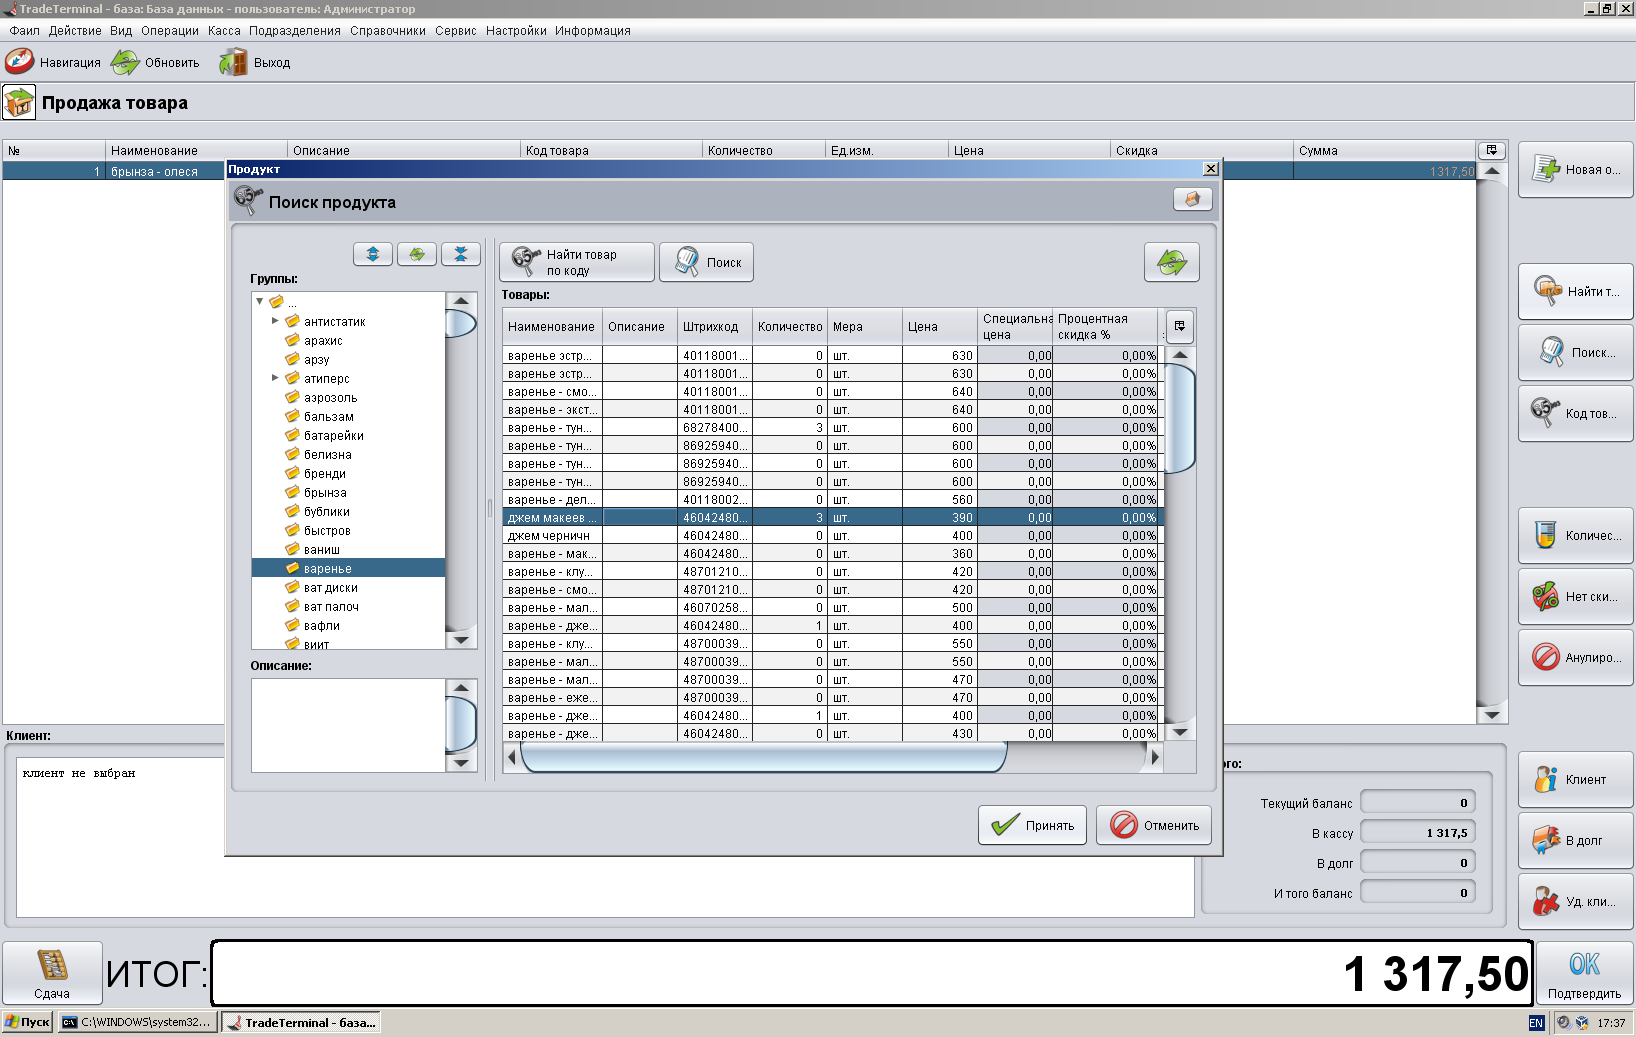 TradeTerminal - база: База данных - пользователь: Администратор
Файл Действие Вид Операции Касса Подразделения Справочники Сервис Настройки Информация
Навигация Обновить Выход
Продажа товара
№ Наименование Описание Код товара Количество Ед.изм. Цена Скидка Сумма
1 брынза - олеся 1317,50
Продукт
Поиск продукта
Группы:
...
антистатик
арахис
арзу
атиперс
аэрозоль
бальзам
батарейки
белизна
бренди
брынза
бублики
быстров
ваниш
варенье
ват диски
ват палоч
вафли
виит
Описание:
Найти товар
по коду
Поиск
Товары:
Наименование Описание Штрихкод Количество Мера Цена Специальна цена Процентная скидка %
варенье эстр... 40118001... 0 шт. 630 0,00 0,00%
варенье эстр... 40118001... 0 шт. 630 0,00 0,00%
варенье - смо... 40118001... 0 шт. 640 0,00 0,00%
варенье - экст... 40118001... 0 шт. 640 0,00 0,00%
варенье - тун... 68278400... 3 шт. 600 0,00 0,00%
варенье - тун... 86925940... 0 шт. 600 0,00 0,00%
варенье - тун... 86925940... 0 шт. 600 0,00 0,00%
варенье - тун... 86925940... 0 шт. 600 0,00 0,00%
варенье - дел... 40118002... 0 шт. 560 0,00 0,00%
джем макеев ... 46042480... 3 шт. 390 0,00 0,00%
джем черничн 46042480... 0 шт. 400 0,00 0,00%
варенье - мак... 46042480... 0 шт. 360 0,00 0,00%
варенье - клу... 48701210... 0 шт. 420 0,00 0,00%
варенье - смо... 48701210... 0 шт. 420 0,00 0,00%
варенье - мал... 46070258... 0 шт. 500 0,00 0,00%
варенье - дже... 46042480... 1 шт. 400 0,00 0,00%
варенье - клу... 48700039... 0 шт. 550 0,00 0,00%
варенье - мал... 48700039... 0 шт. 550 0,00 0,00%
варенье - мал... 48700039... 0 шт. 470 0,00 0,00%
варенье - еже... 48700039... 0 шт. 470 0,00 0,00%
варенье - дже... 46042480... 1 шт. 400 0,00 0,00%
варенье - дже... 46042480... 0 шт. 430 0,00 0,00%
Принять Отменить
Новая о...
Найти т...
Поиск...
Код тов...
Количес...
Нет ски...
Анулиро...
Клиент
В долг
Уд. кли...
Клиент:
клиент не выбран
ого:
Текущий баланс 0
В кассу 1 317,5
В долг 0
Итого баланс 0
Сдача
ИТОГ: 1 317,50
OK
Подтвердить
Пуск C:\WINDOWS\system32... TradeTerminal - база... EN 17:37